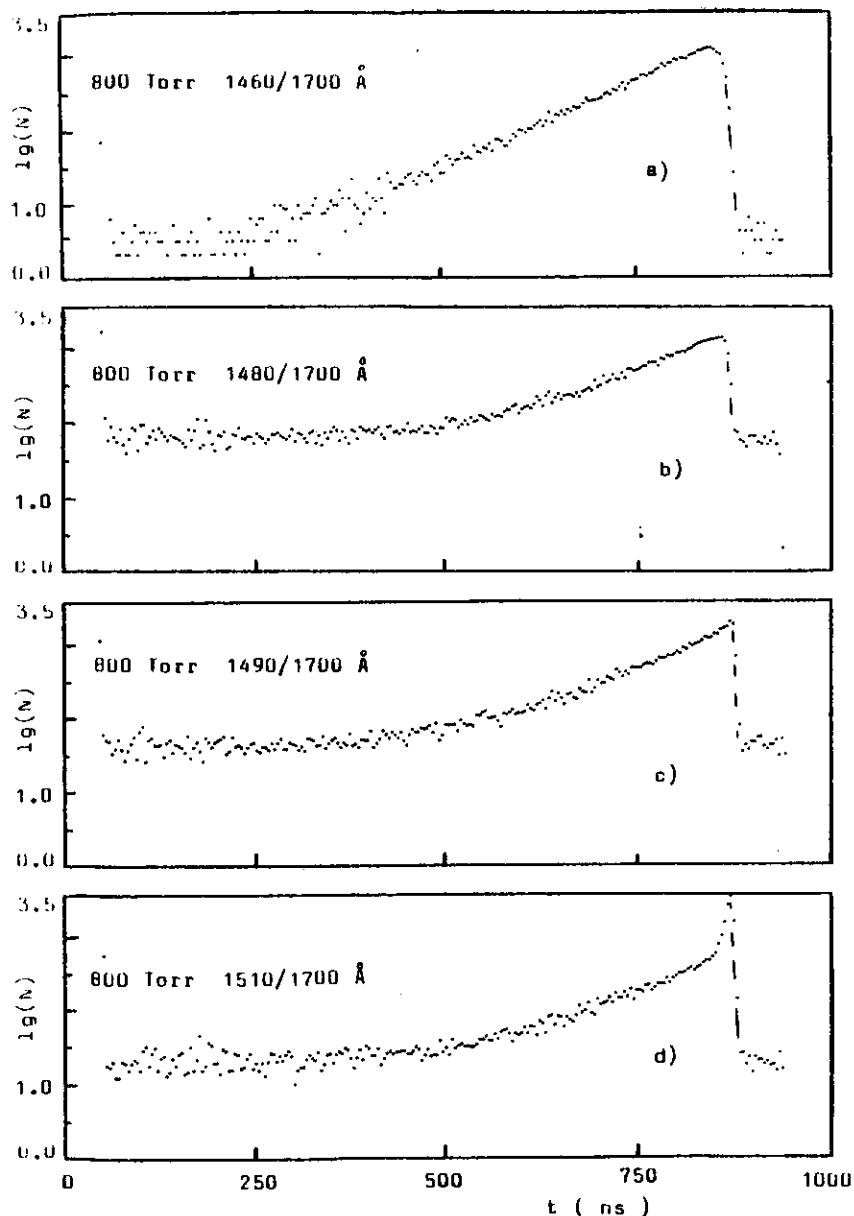 3.5
800 Torr 1460/1700 Å
lg(N)
a)
1.0
0.0
3.5
800 Torr 1480/1700 Å
lg(N)
b)
1.0
0.0
3.5
800 Torr 1490/1700 Å
lg(N)
c)
1.0
0.0
3.5
800 Torr 1510/1700 Å
lg(N)
d)
1.0
0.0
0 250 500 750 1000
t ( ns )